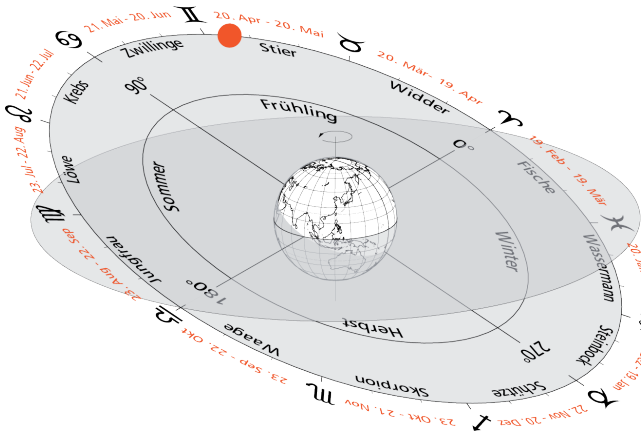 20. Apr - 20. Mai
21. Mai - 20. Jun
Zwillinge
Stier
20. Mär- 19. Apr
Widder
21. Jun - 22. Jul
Krebs
90°
Frühling
0°
19. Feb - 19. Mär
Fische
23. Jul - 22. Aug
Löwe
Sommer
Winter
Wassermann
23. Aug - 22. Sep
Jungfrau
180°
Herbst
270°
Steinbock
Waage
23. Sep - 22. Okt
Skorpion
Schütze
23. Okt - 21. Nov
22. Nov - 20. Dez